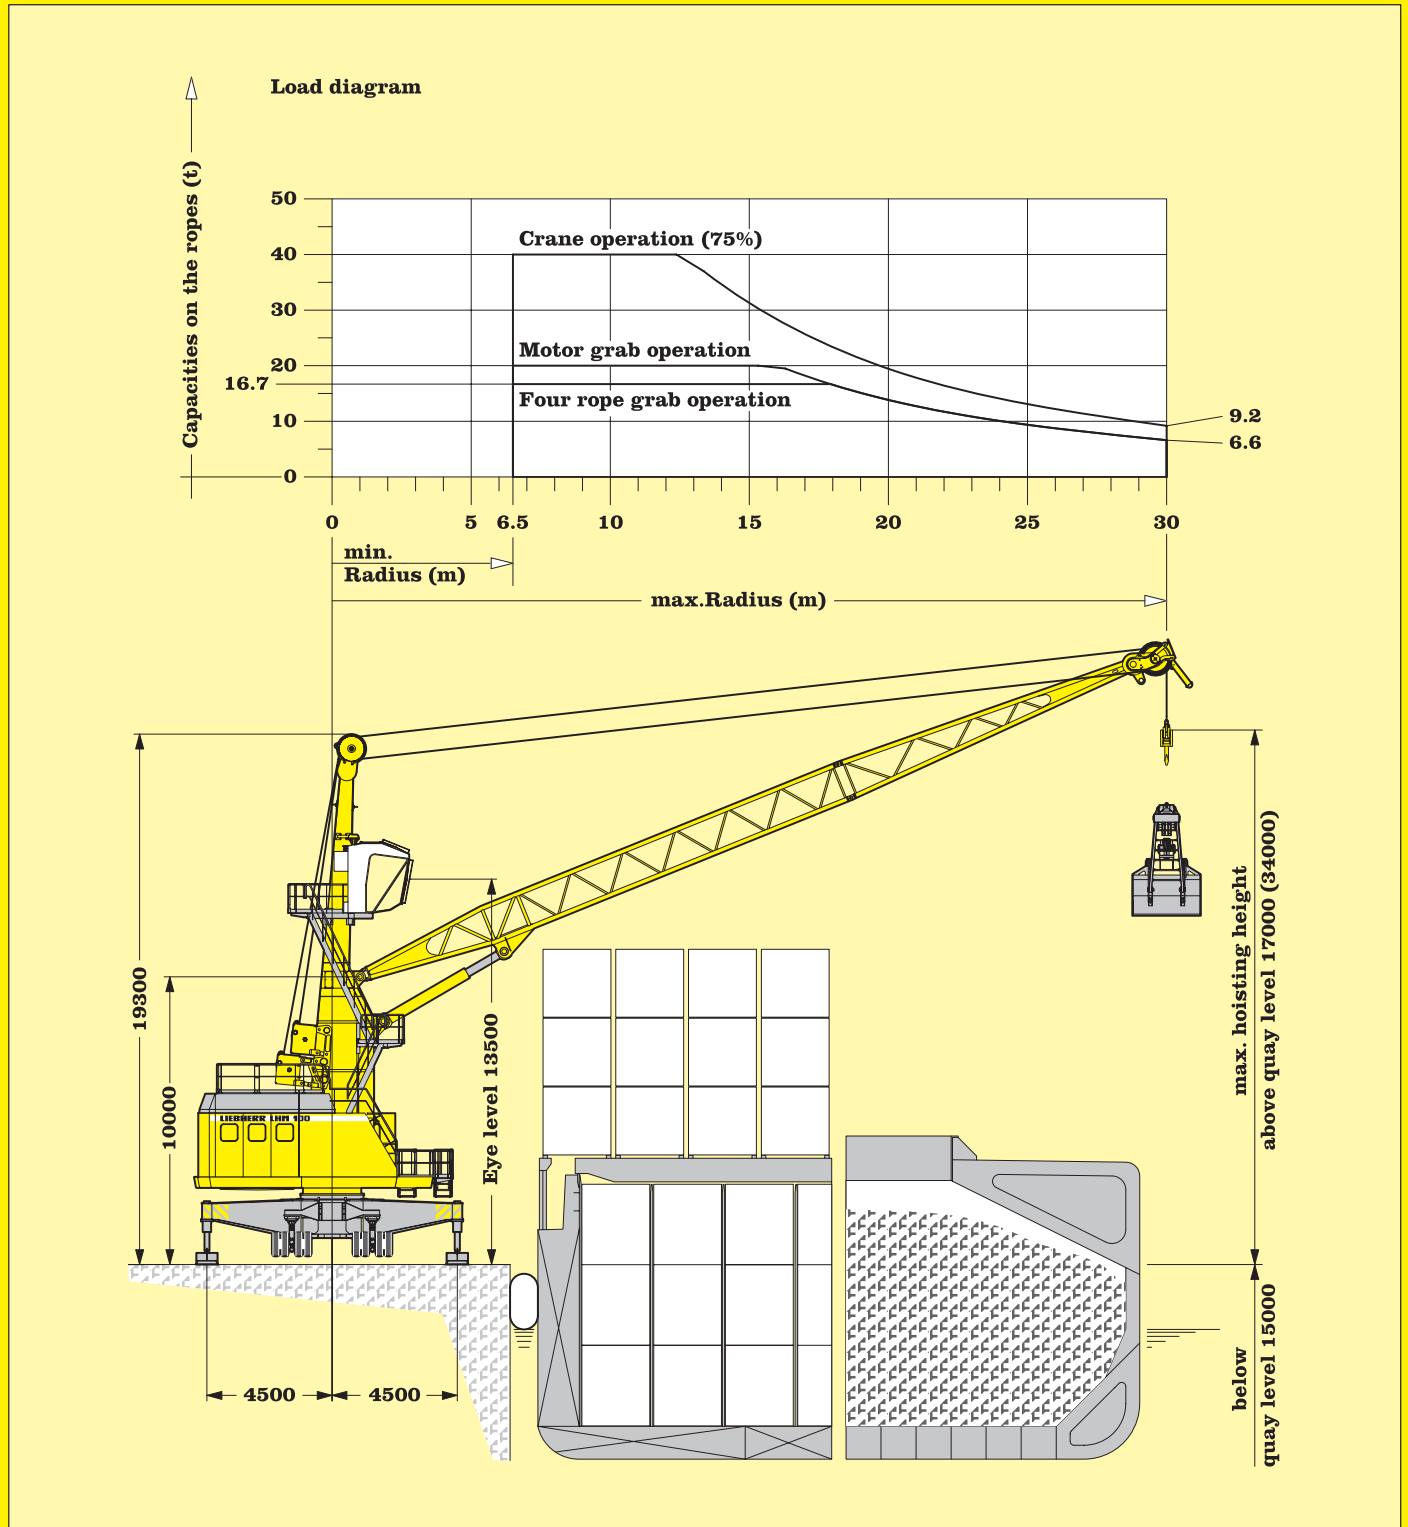 Load diagram
Capacities on the ropes (t)
50
40
30
20
16.7
10
0
Crane operation (75%)
Motor grab operation
Four rope grab operation
9.2
6.6
0 5 6.5 10 15 20 25 30
min.
Radius (m)
max.Radius (m)
19300
10000
Eye level 13500
LIEBHERR LHM 100
max. hoisting height
above quay level 17000 (34000)
below
quay level 15000
4500 4500